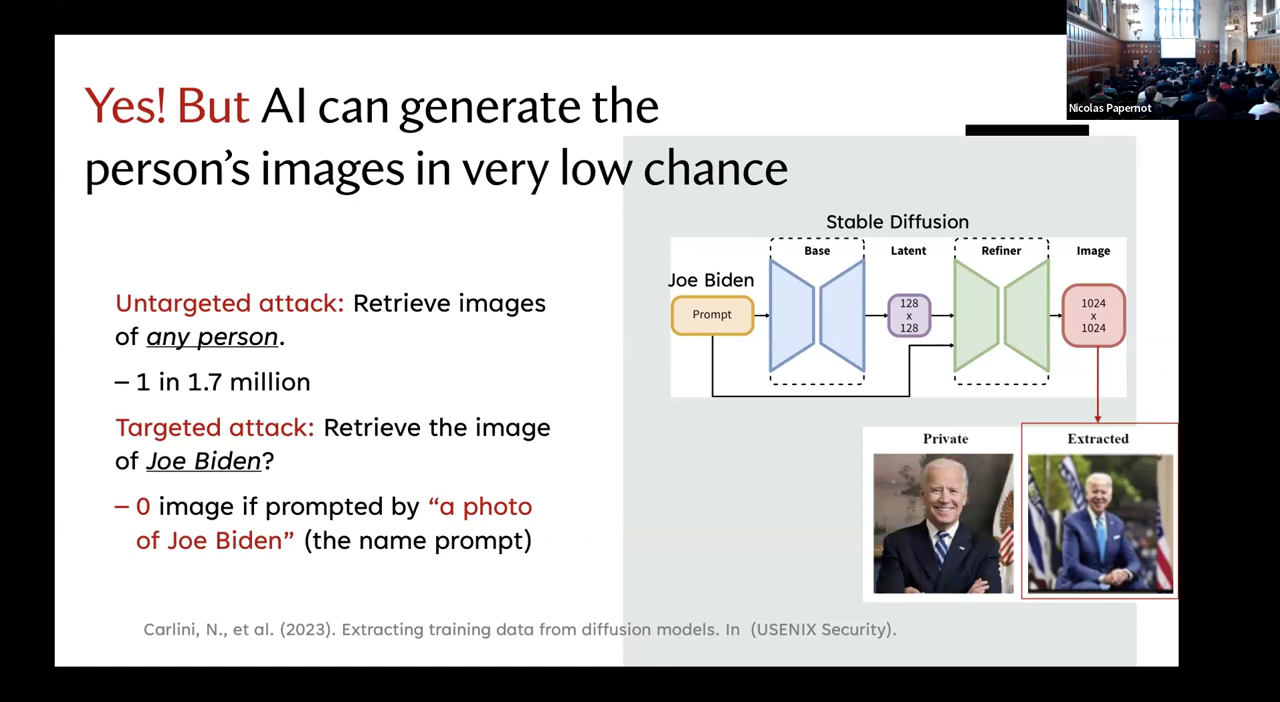 Nicolas Papernot
Yes! But AI can generate the
person's images in very low chance
Untargeted attack: Retrieve images
of any person.
– 1 in 1.7 million
Targeted attack: Retrieve the image
of Joe Biden?
– 0 image if prompted by “a photo
of Joe Biden” (the name prompt)
Stable Diffusion
Base
Latent
Refiner
Image
Joe Biden
Prompt
128
x
128
1024
x
1024
Private
Extracted
Carlini, N., et al. (2023). Extracting training data from diffusion models. In (USENIX Security).